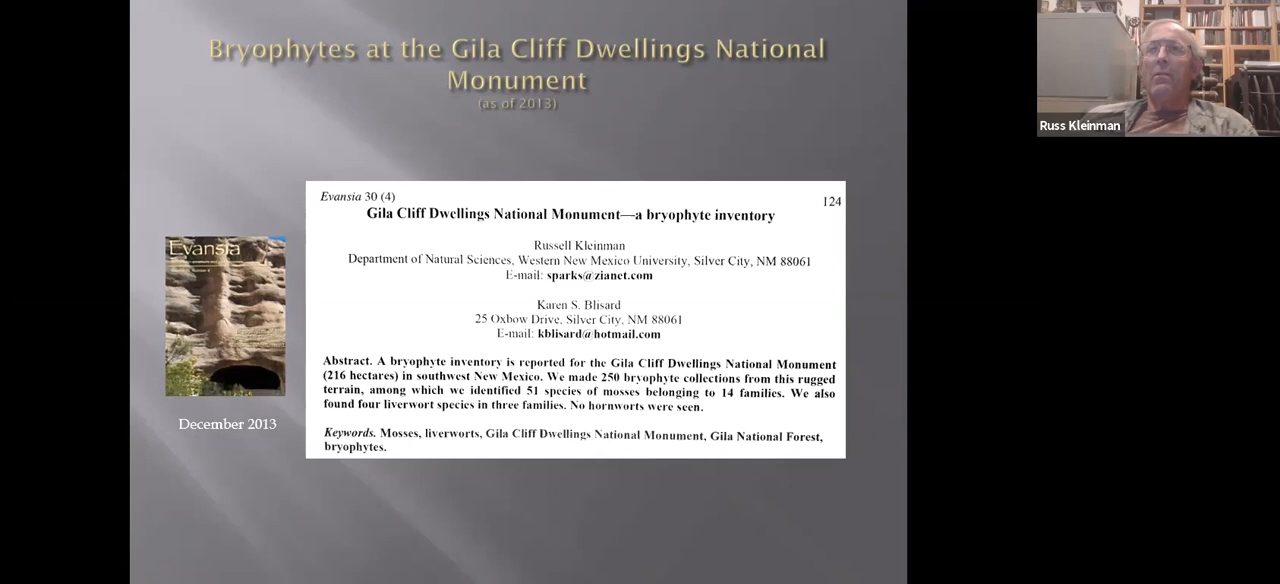 Bryophytes at the Gila Cliff Dwellings National
Monument
(as of 2013)
Russ Kleinman
Evansia 30 (4)
124
Gila Cliff Dwellings National Monument—a bryophyte inventory
Russell Kleinman
Department of Natural Sciences, Western New Mexico University, Silver City, NM 88061
E-mail: sparks@zianet.com
Karen S. Blisard
25 Oxbow Drive, Silver City, NM 88061
E-mail: kblisard@hotmail.com
Abstract. A bryophyte inventory is reported for the Gila Cliff Dwellings National Monument
(216 hectares) in southwest New Mexico. We made 250 bryophyte collections from this rugged
terrain, among which we identified 51 species of mosses belonging to 14 families. We also
found four liverwort species in three families. No hornworts were seen.
Keywords. Mosses, liverworts, Gila Cliff Dwellings National Monument, Gila National Forest,
bryophytes.
Evansia
December 2013